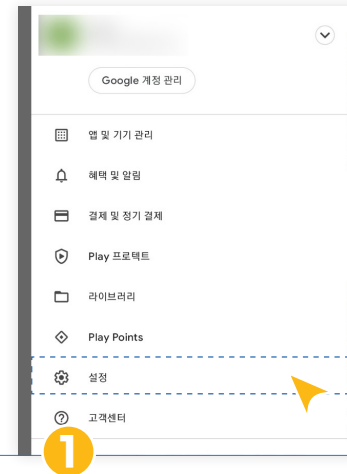 Google 계정 관리
앱 및 기기 관리
혜택 및 알림
결제 및 정기 결제
Play 프로텍트
라이브러리
Play Points
설정
고객센터
1